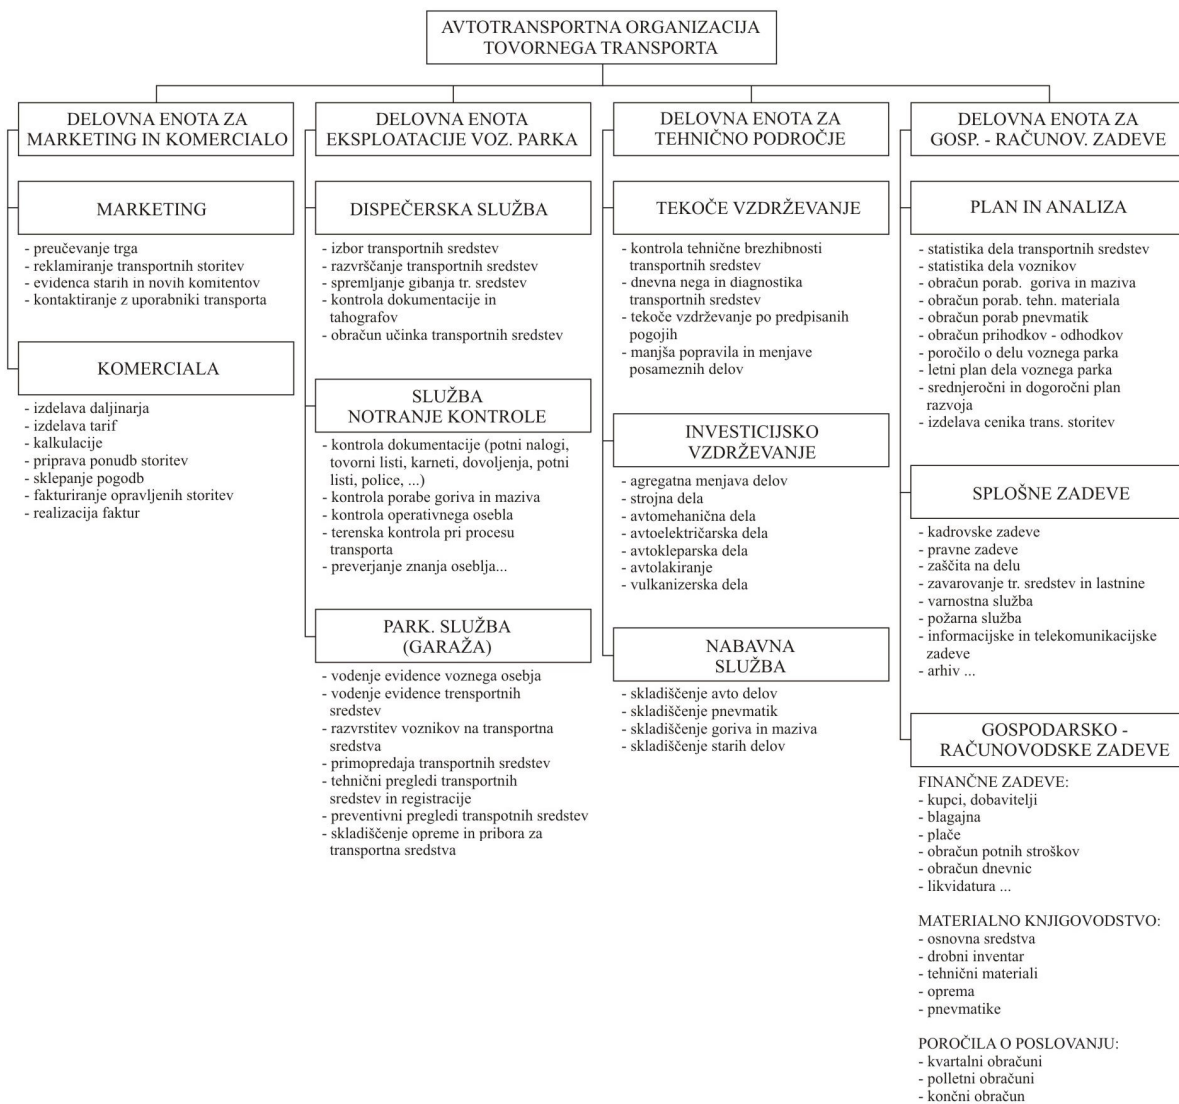 AVTOTRANSPORTNA ORGANIZACIJA
TOVORNEGA TRANSPORTA
DELOVNA ENOTA ZA
MARKETING IN KOMERCIALO
MARKETING
- preučevanje trga
- reklamiranje transportnih storitev
- evidenca starih in novih komitentov
- kontaktiranje z uporabniki transporta
KOMERCIALA
- izdelava daljinarja
- izdelava tarif
- kalkulacije
- priprava ponudb storitev
- sklepanje pogodb
- fakturiranje opravljenih storitev
- realizacija faktur
DELOVNA ENOTA
EKSPLOATACIJE VOZ. PARKA
DISPEČERSKA SLUŽBA
- izbor transportnih sredstev
- razvrščanje transportnih sredstev
- spremljanje gibanja tr. sredstev
- kontrola dokumentacije in
tahografov
- obračun učinka transportnih sredstev
SLUŽBA
NOTRANJE KONTROLE
- kontrola dokumentacije (potni nalogi,
tovorni listi, karneti, dovoljenja, potni
listi, police, ...)
- kontrola porabe goriva in maziva
- kontrola operativnega osebla
- terenska kontrola pri procesu
transporta
- preverjanje znanja oseblja...
PARK. SLUŽBA
(GARAŽA)
- vodenje evidence voznega osebja
- vodenje evidence trensportnih
sredstev
- razvrstitev voznikov na transportna
sredstva
- primopredaja transportnih sredstev
- tehnični pregledi transportnih
sredstev in registracije
- preventivni pregledi transpotnih sredstev
- skladiščenje opreme in pribora za
transportna sredstva
DELOVNA ENOTA ZA
TEHNIČNO PODROČJE
TEKOČE VZDRŽEVANJE
- kontrola tehnične brezhibnosti
transportnih sredstev
- dnevna nega in diagnostika
transportnih sredstev
- tekoče vzdrževanje po predpisanih
pogojih
- manjša popravila in menjave
posameznih delov
INVESTICIJSKO
VZDRŽEVANJE
- agregatna menjava delov
- strojna dela
- avtomehanična dela
- avtoelektričarska dela
- avtokleparska dela
- avtolakiranje
- vulkanizerska dela
NABAVNA
SLUŽBA
- skladiščenje avto delov
- skladiščenje pnevmatik
- skladiščenje goriva in maziva
- skladiščenje starih delov
DELOVNA ENOTA ZA
GOSP. - RAČUNOV. ZADEVE
PLAN IN ANALIZA
- statistika dela transportnih sredstev
- statistika dela voznikov
- obračun porab. goriva in maziva
- obračun porab. tehn. materiala
- obračun porab pnevmatik
- obračun prihodkov - odhodkov
- poročilo o delu voznega parka
- letni plan dela voznega parka
- srednjeročni in dogoročni plan
razvoja
- izdelava cenika trans. storitev
SPLOŠNE ZADEVE
- kadrovske zadeve
- pravne zadeve
- zaščita na delu
- zavarovanje tr. sredstev in lastnine
- varnostna služba
- požarna služba
- informacijske in telekomunikacijske
zadeve
- arhiv ...
GOSPODARSKO -
RAČUNOVODSKE ZADEVE
FINANČNE ZADEVE:
- kupci, dobavitelji
- blagajna
- plače
- obračun potnih stroškov
- obračun dnevnic
- likvidatura ...
MATERIALNO KNJIGOVODSTVO:
- osnovna sredstva
- drobni inventar
- tehnični materiali
- oprema
- pnevmatike
POROČILA O POSLOVANJU:
- kvartalni obračuni
- polletni obračuni
- končni obračun